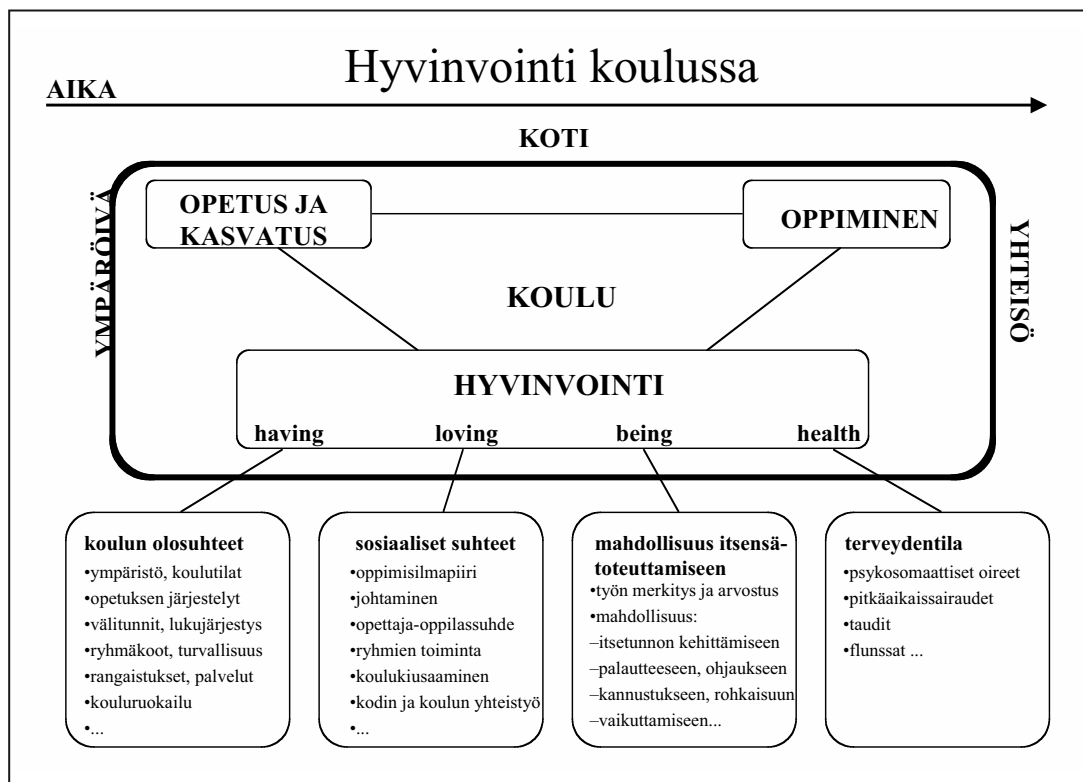 Hyvinvointi koulussa
AIKA
KOTI
YMPÄRÖIVÄ
OPETUS JA
KASVATUS
OPPIMINEN
YHTEISÖ
KOULU
HYVINVOINTI
having loving being health
koulun olosuhteet
•ympäristö, koulutilat
•opetuksen järjestelyt
•välitunnit, lukujärjestys
•ryhmäkoot, turvallisuus
•rangaistukset, palvelut
•kouluruokailu
•...
sosiaaliset suhteet
•oppimisilmapiiri
•johtaminen
•opettaja-oppilassuhde
•ryhmien toiminta
•koulukiusaaminen
•kodin ja koulun yhteistyö
•...
mahdollisuus itsensä-
toteuttamiseen
•työn merkitys ja arvostus
•mahdollisuus:
–itsetunnon kehittämiseen
–palautteeseen, ohjaukseen
–kannustukseen, rohkaisuun
–vaikuttamiseen...
terveydentila
•psykosomaattiset oireet
•pitkäaikaissairaudet
•taudit
•flunssat ...